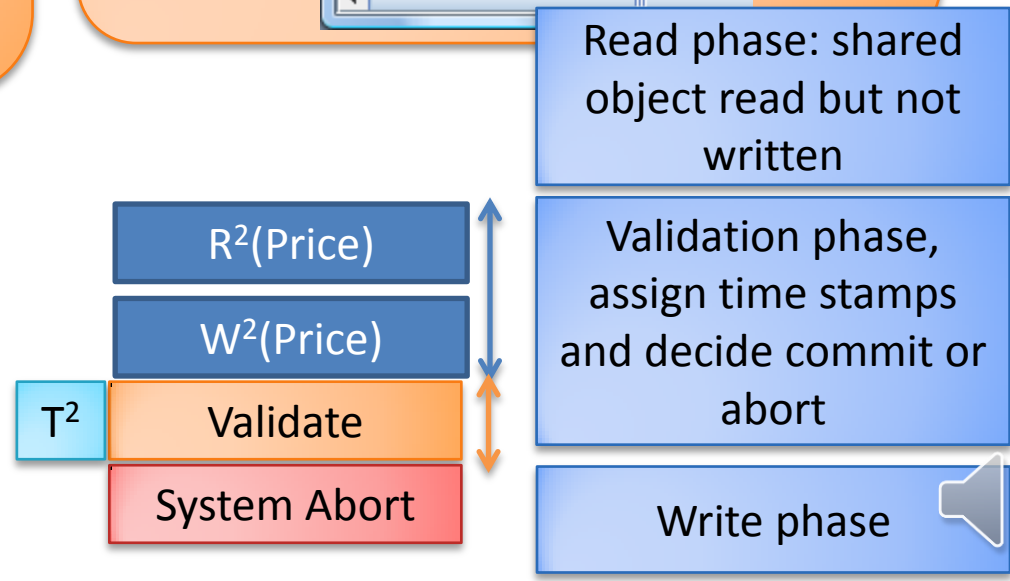 Read phase: shared
object read but not
written
R²(Price)
W²(Price)
Validation phase,
assign time stamps
and decide commit or
abort
T²
Validate
System Abort
Write phase